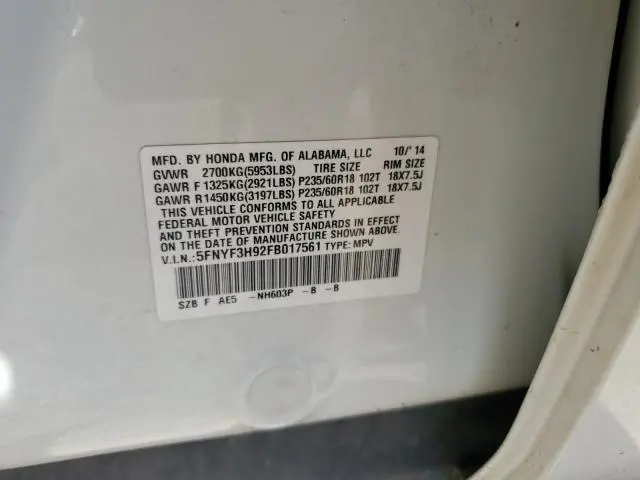 MFD. BY HONDA MFG. OF ALABAMA, LLC 10/'14
GVWR 2700KG(5953LBS) TIRE SIZE RIM SIZE
GAWR F 1325KG(2921LBS) P235/60R18 102T 18X7.5J
GAWR R1450KG(3197LBS) P235/60R18 102T 18X7.5J
THIS VEHICLE CONFORMS TO ALL APPLICABLE
FEDERAL MOTOR VEHICLE SAFETY
AND THEFT PREVENTION STANDARDS IN EFFECT
ON THE DATE OF MANUFACTURE SHOWN ABOVE.
V.I.N.:5FNYF3H92FB017561 TYPE: MPV
SZB F AE5 -NH603P -B -B